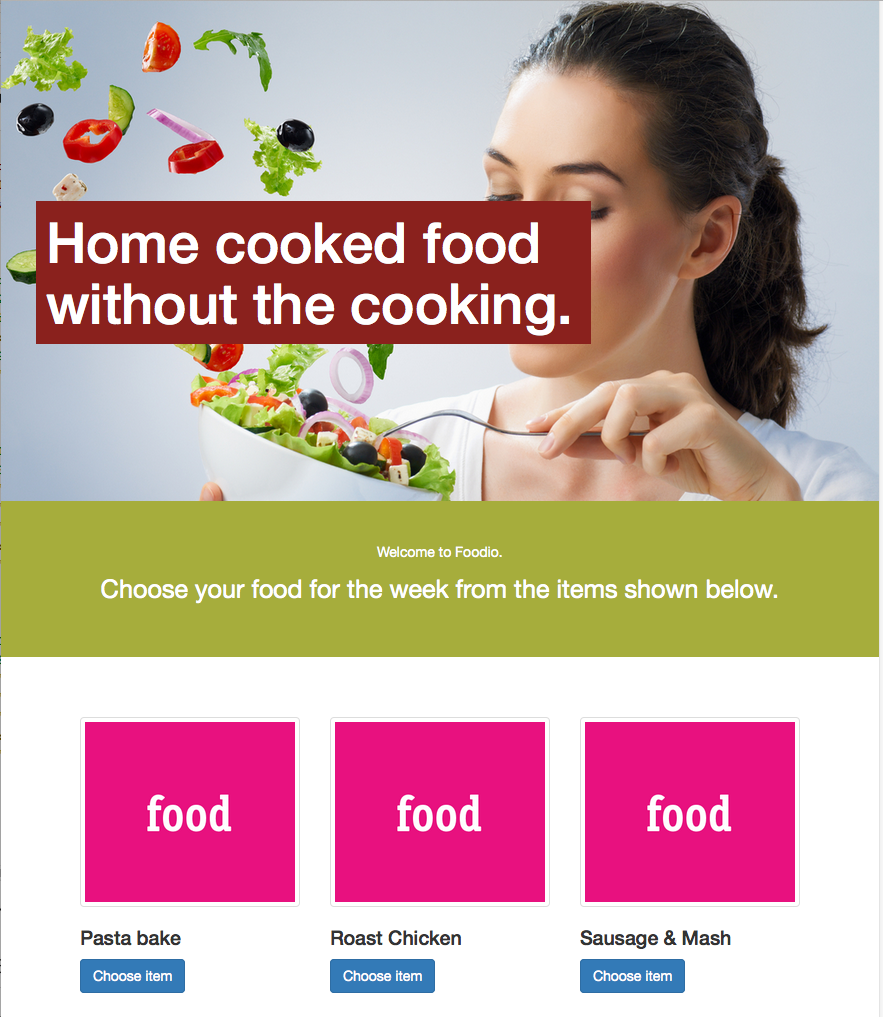 Home cooked food
without the cooking.
Welcome to Foodio.
Choose your food for the week from the items shown below.
food
food
food
Pasta bake
Roast Chicken
Sausage & Mash
Choose item
Choose item
Choose item